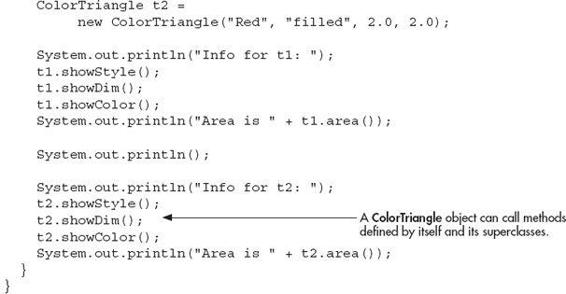 ColorTriangle t2 =
new ColorTriangle("Red", "filled", 2.0, 2.0);
System.out.println("Info for t1: ");
t1.showStyle();
t1.showDim();
t1.showColor();
System.out.println("Area is " + t1.area());
System.out.println();
System.out.println("Info for t2: ");
t2.showStyle();
t2.showDim();
A ColorTriangle object can call methods
defined by itself and its superclasses.
t2.showColor();
System.out.println("Area is " + t2.area());
}
}